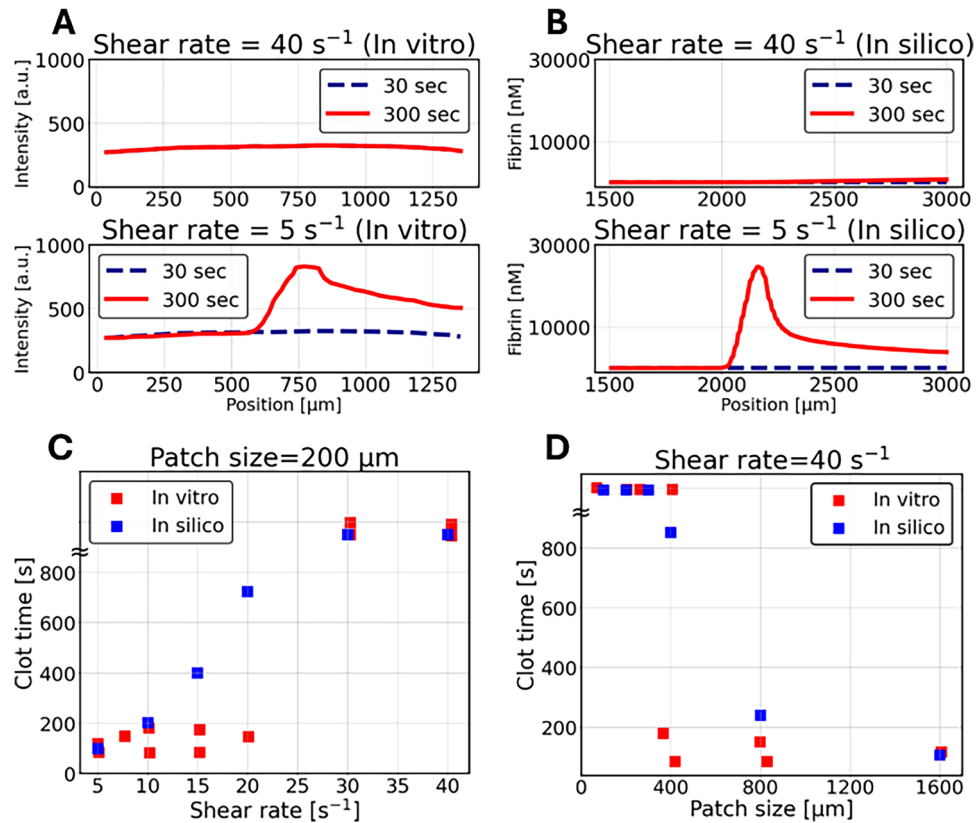 A
Shear rate = 40 s⁻¹ (In vitro)
1000
500
0
Intensity [a.u.]
30 sec
300 sec
0 250 500 750 1000 1250
Shear rate = 5 s⁻¹ (In vitro)
1000
500
0
Intensity [a.u.]
30 sec
300 sec
0 250 500 750 1000 1250
Position [μm]
B
Shear rate = 40 s⁻¹ (In silico)
30000
10000
Fibrin [nM]
30 sec
300 sec
1500 2000 2500 3000
Shear rate = 5 s⁻¹ (In silico)
30000
10000
Fibrin [nM]
30 sec
300 sec
1500 2000 2500 3000
Position [μm]
C
Patch size=200 μm
In vitro
In silico
≈
800
600
400
200
0
Clot time [s]
5 10 15 20 25 30 35 40
Shear rate [s⁻¹]
D
Shear rate=40 s⁻¹
In vitro
In silico
≈
800
600
400
200
Clot time [s]
0 400 800 1200 1600
Patch size [μm]